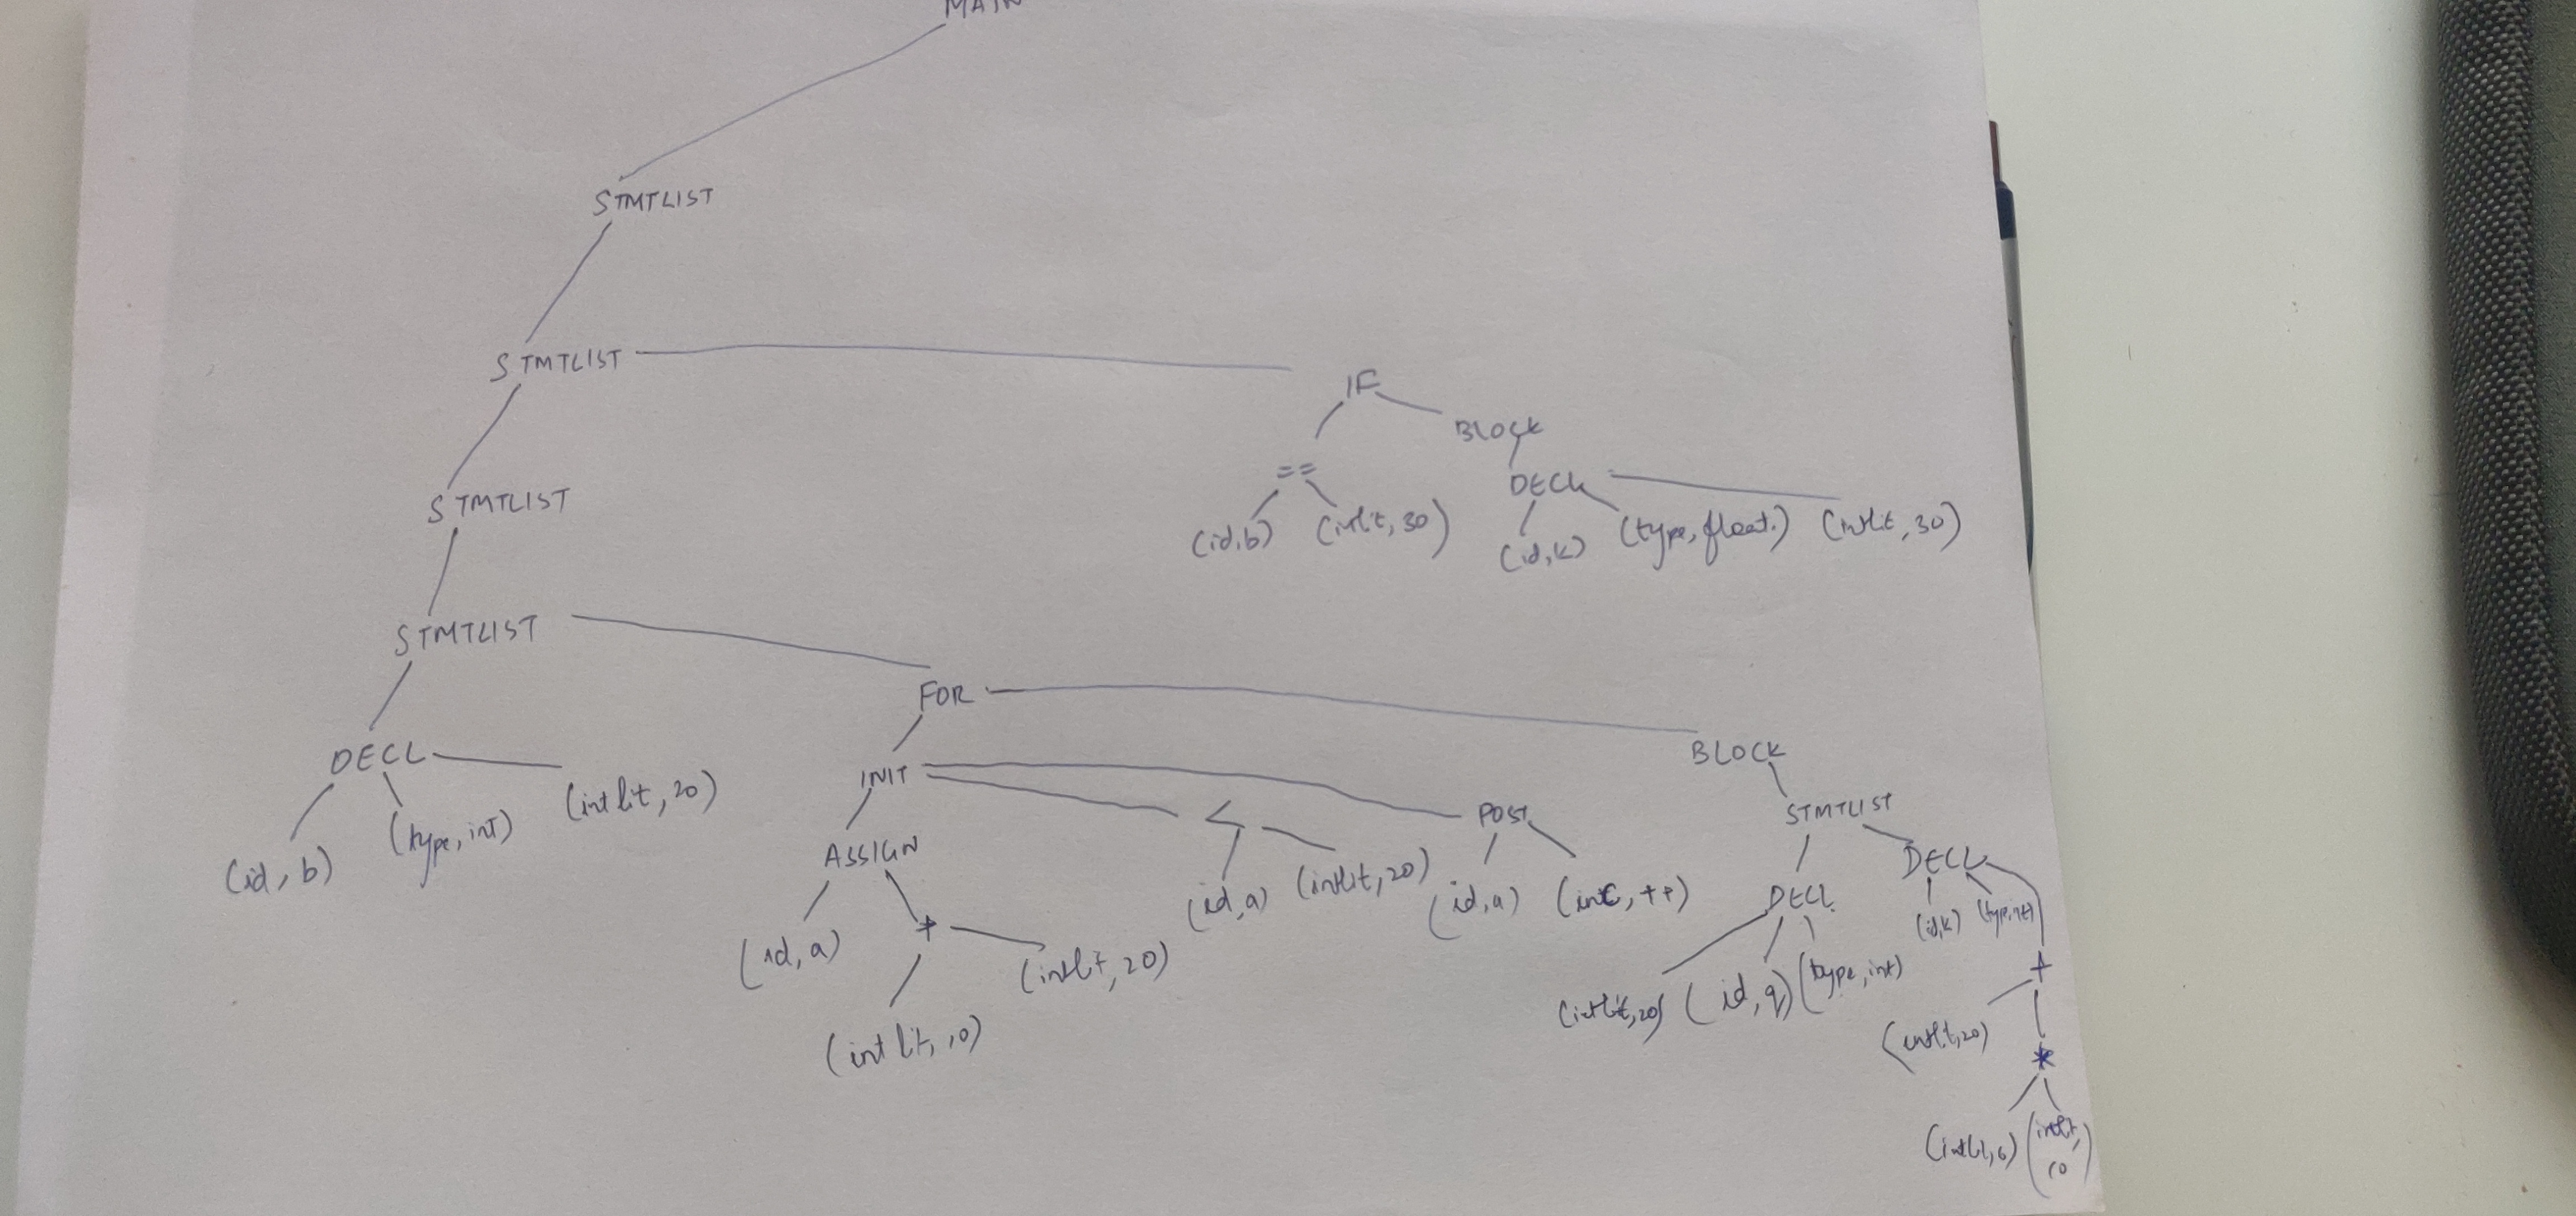 MAIN
STMTLIST
STMTLIST
IF
BLOCK
==
DECL
STMTLIST
(id,b) (intlit,30)
(id,k) (type,float.) (intlit,30)
STMTLIST
FOR
DECL
INIT
BLOCK
(id,b) (type,int) (intlit,20)
ASSIGN
<
POST
STMTLIST
(id,a) *
(id,a) (intlit,20) (id,a) (inc,++)
DECL
DECL
(intlit,20)
(id,k) (type,int)
(intlit,10)
(intlit,20) (id,q) (type,int)
+
(intlit,20)
*
(intlit,6) (intlit,
10)